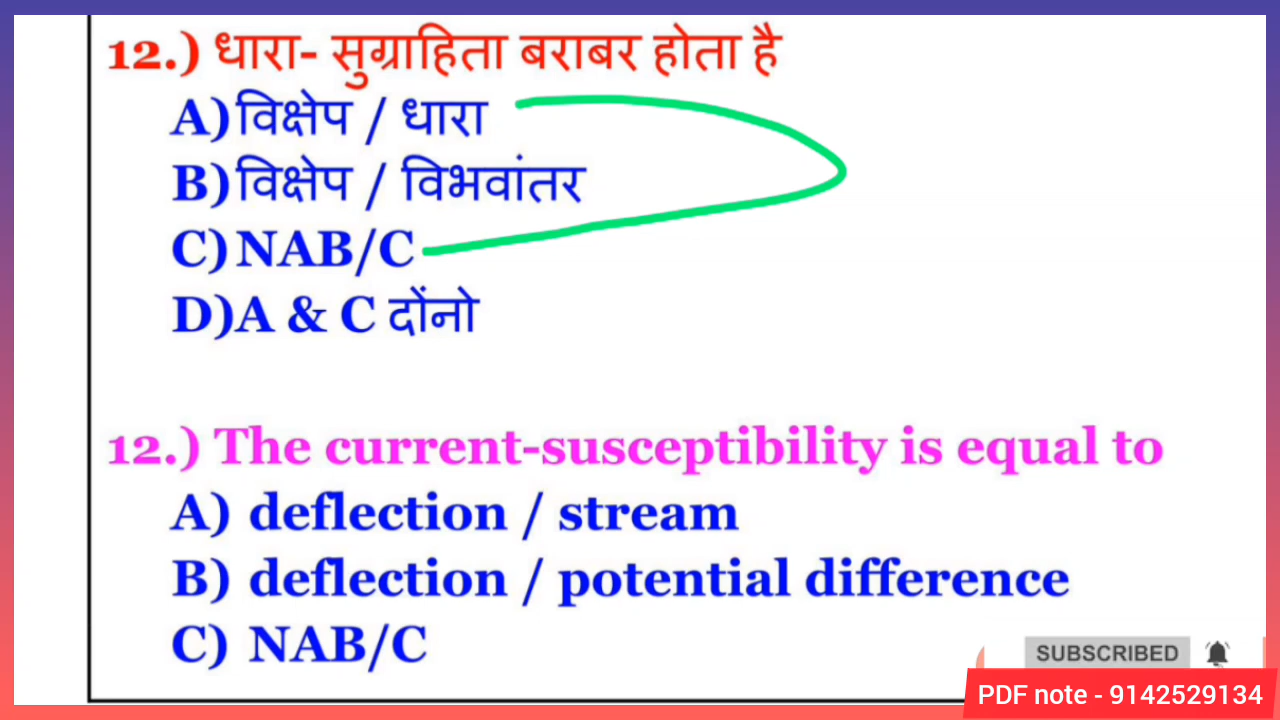 12.) धारा- सुग्राहिता बराबर होता है
A) विक्षेप / धारा
B) विक्षेप / विभवांतर
C) NAB/C
D)A & C दोंनो
12.) The current-susceptibility is equal to
A) deflection / stream
B) deflection / potential difference
C) NAB/C
SUBSCRIBED
PDF note - 9142529134